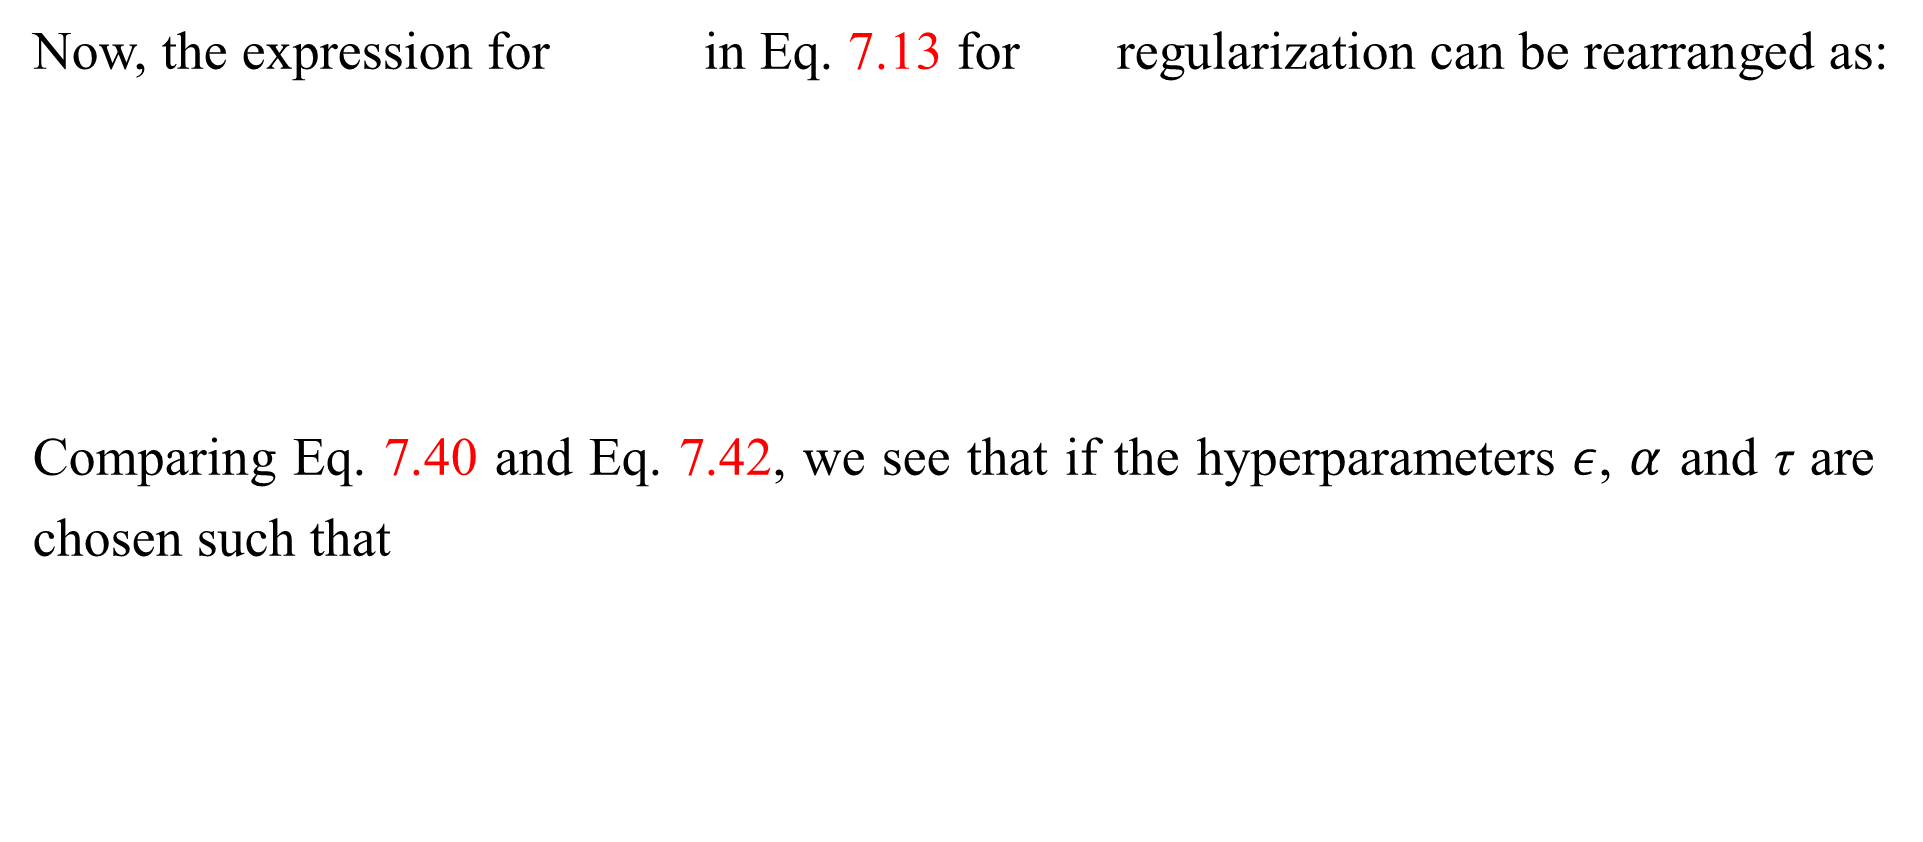 Now, the expression for in Eq. 7.13 for regularization can be rearranged as:
Comparing Eq. 7.40 and Eq. 7.42, we see that if the hyperparameters ϵ, α and τ are
chosen such that